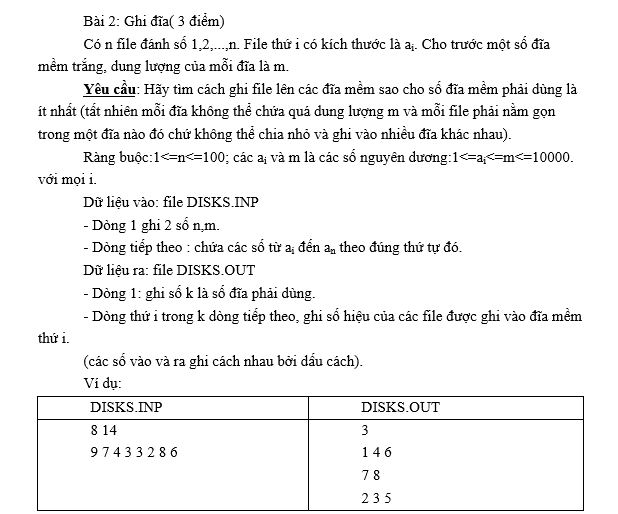 Bài 2: Ghi đĩa( 3 điểm)
Có n file đánh số 1,2,...,n. File thứ i có kích thước là aᵢ. Cho trước một số đĩa
mềm trắng, dung lượng của mỗi đĩa là m.
Yêu cầu: Hãy tìm cách ghi file lên các đĩa mềm sao cho số đĩa mềm phải dùng là
ít nhất (tất nhiên mỗi đĩa không thể chứa quá dung lượng m và mỗi file phải nằm gọn
trong một đĩa nào đó chứ không thể chia nhỏ và ghi vào nhiều đĩa khác nhau).
Ràng buộc:1<=n<=100; các aᵢ và m là các số nguyên dương:1<=aᵢ<=m<=10000.
với mọi i.
Dữ liệu vào: file DISKS.INP
- Dòng 1 ghi 2 số n,m.
- Dòng tiếp theo : chứa các số từ aᵢ đến aₙ theo đúng thứ tự đó.
Dữ liệu ra: file DISKS.OUT
- Dòng 1: ghi số k là số đĩa phải dùng.
- Dòng thứ i trong k dòng tiếp theo, ghi số hiệu của các file được ghi vào đĩa mềm
thứ i.
(các số vào và ra ghi cách nhau bởi dấu cách).
Ví dụ:
DISKS.INP DISKS.OUT
8 14 3
9 7 4 3 3 2 8 6 1 4 6
7 8
2 3 5